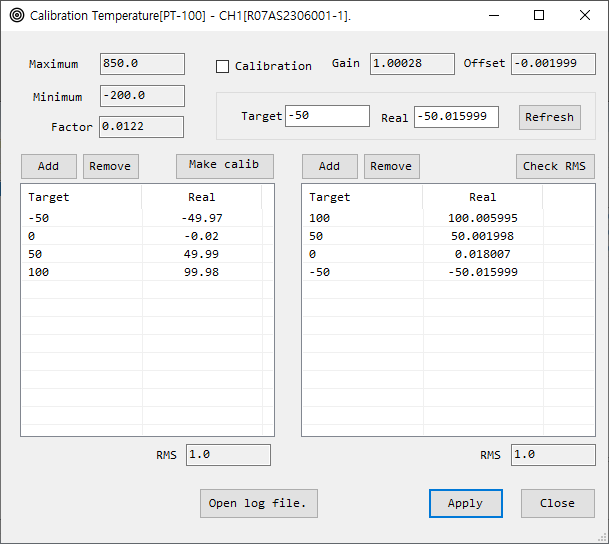 Calibration Temperature[PT-100] - CH1[R07AS2306001-1].
Maximum 850.0 Calibration Gain 1.00028 Offset -0.001999
Minimum -200.0
Factor 0.0122 Target -50 Real -50.015999 Refresh
Add Remove Make calib Add Remove Check RMS
Target Real Target Real
-50 -49.97 100 100.005995
0 -0.02 50 50.001998
50 49.99 0 0.018007
100 99.98 -50 -50.015999
RMS 1.0 RMS 1.0
Open log file. Apply Close